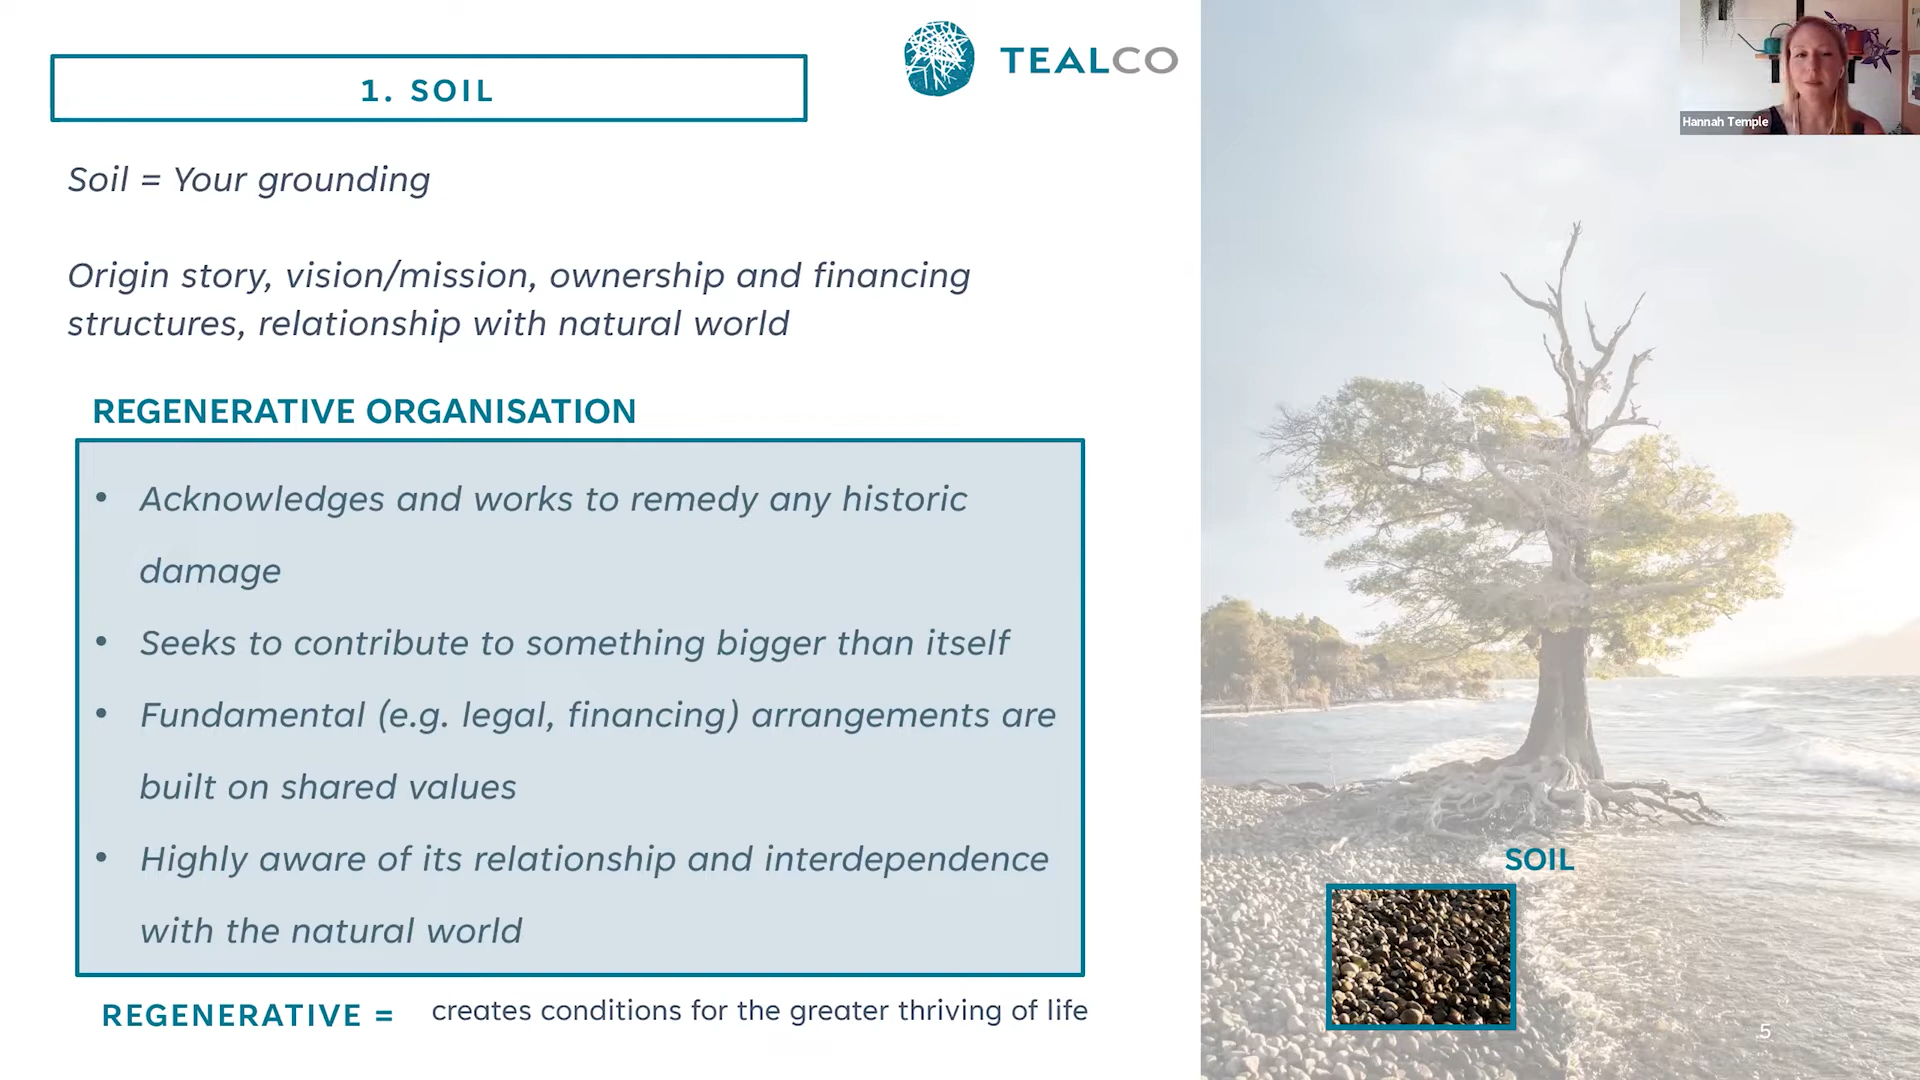 1. SOIL
TEALCO
Hannah Temple
Soil = Your grounding
Origin story, vision/mission, ownership and financing
structures, relationship with natural world
REGENERATIVE ORGANISATION
• Acknowledges and works to remedy any historic
damage
• Seeks to contribute to something bigger than itself
• Fundamental (e.g. legal, financing) arrangements are
built on shared values
• Highly aware of its relationship and interdependence
with the natural world
REGENERATIVE = creates conditions for the greater thriving of life
SOIL
5